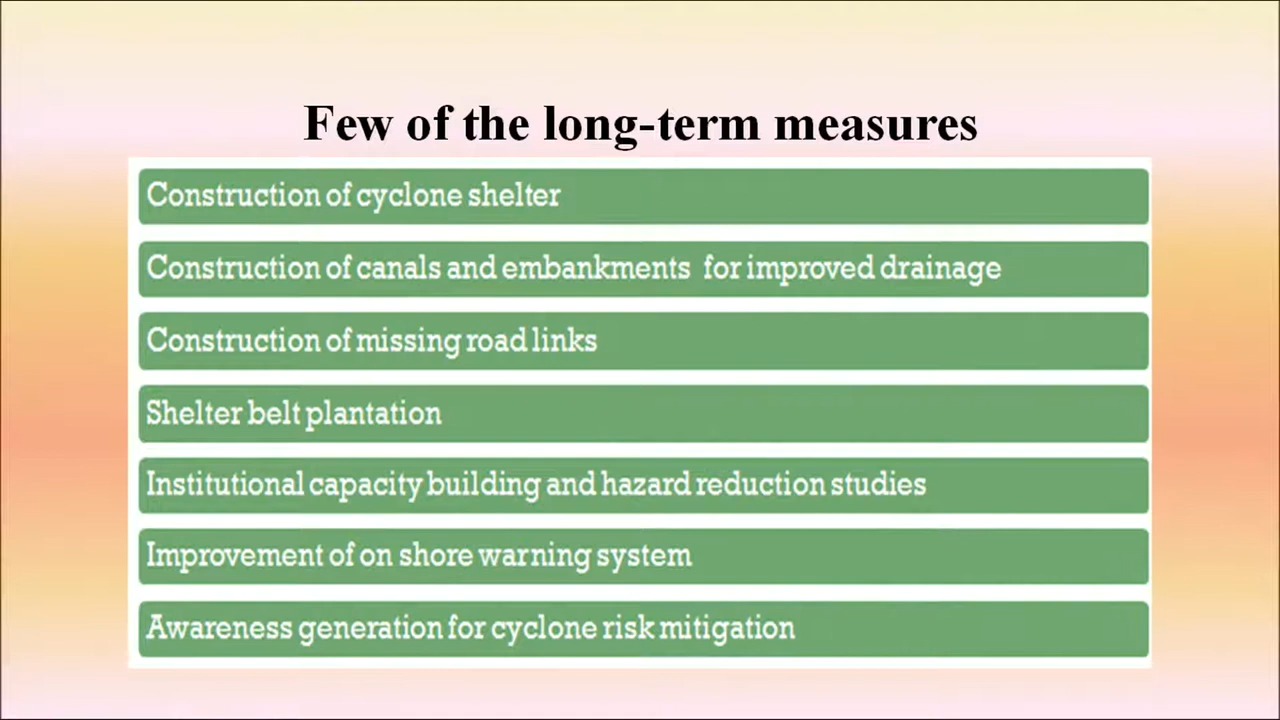 Few of the long-term measures
Construction of cyclone shelter
Construction of canals and embankments for improved drainage
Construction of missing road links
Shelter belt plantation
Institutional capacity building and hazard reduction studies
Improvement of on shore warning system
Awareness generation for cyclone risk mitigation